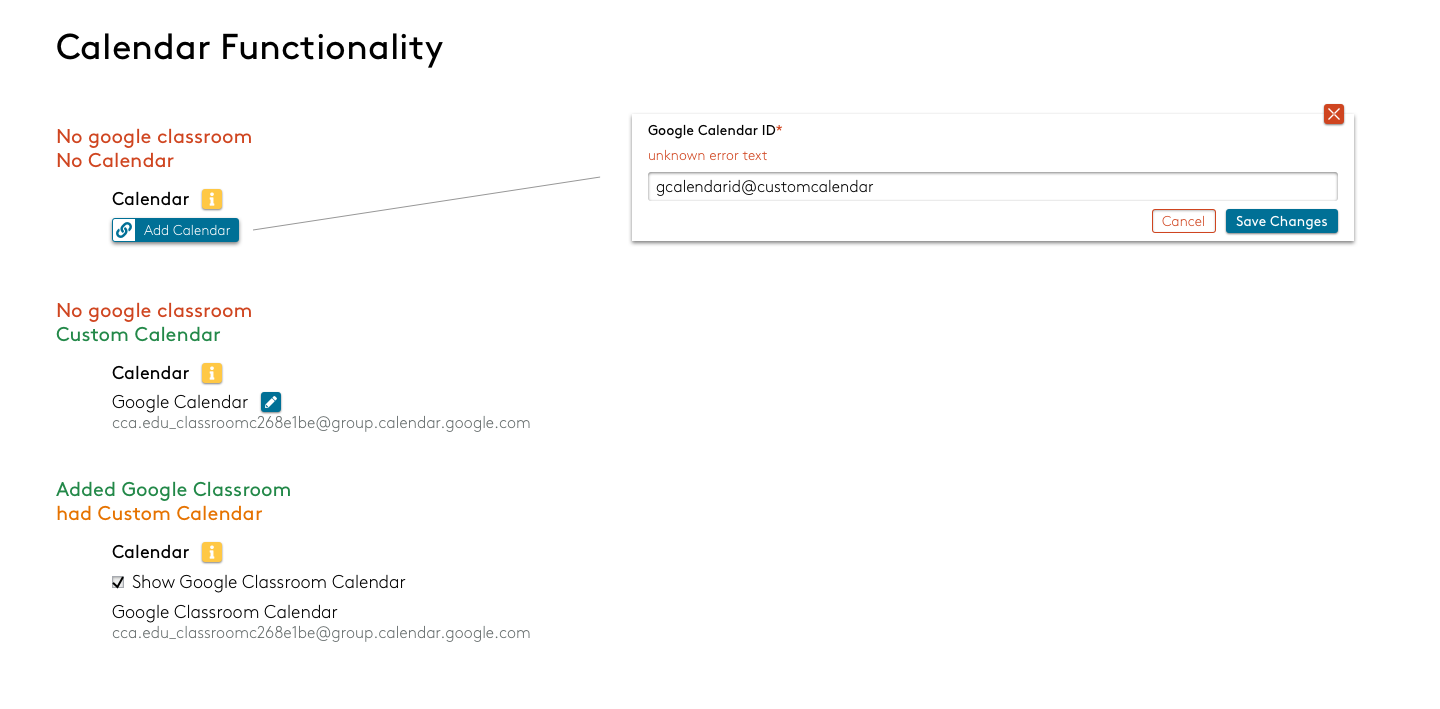 Calendar Functionality
No google classroom
No Calendar
Calendar
Add Calendar
Google Calendar ID*
unknown error text
gcalendarid@customcalendar
Cancel
Save Changes
No google classroom
Custom Calendar
Calendar
Google Calendar
cca.edu_classroomc268e1be@group.calendar.google.com
Added Google Classroom
had Custom Calendar
Calendar
Show Google Classroom Calendar
Google Classroom Calendar
cca.edu_classroomc268e1be@group.calendar.google.com